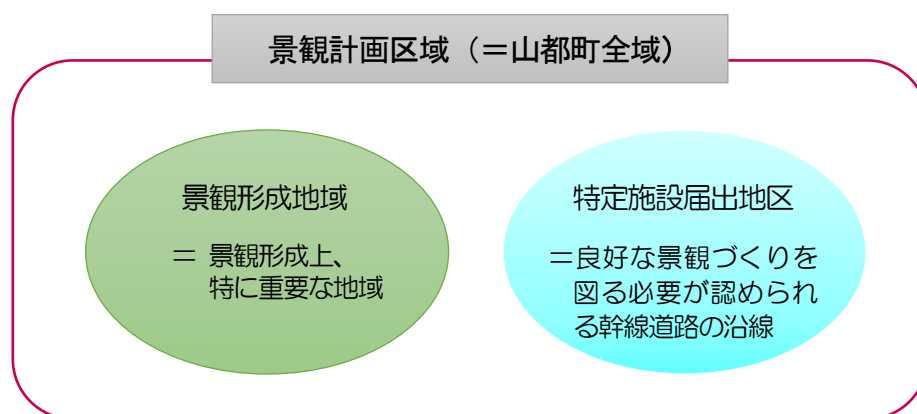 景観計画区域（＝山都町全域）
景観形成地域
＝ 景観形成上、
特に重要な地域
特定施設届出地区
＝良好な景観づくりを
図る必要が認められ
る幹線道路の沿線